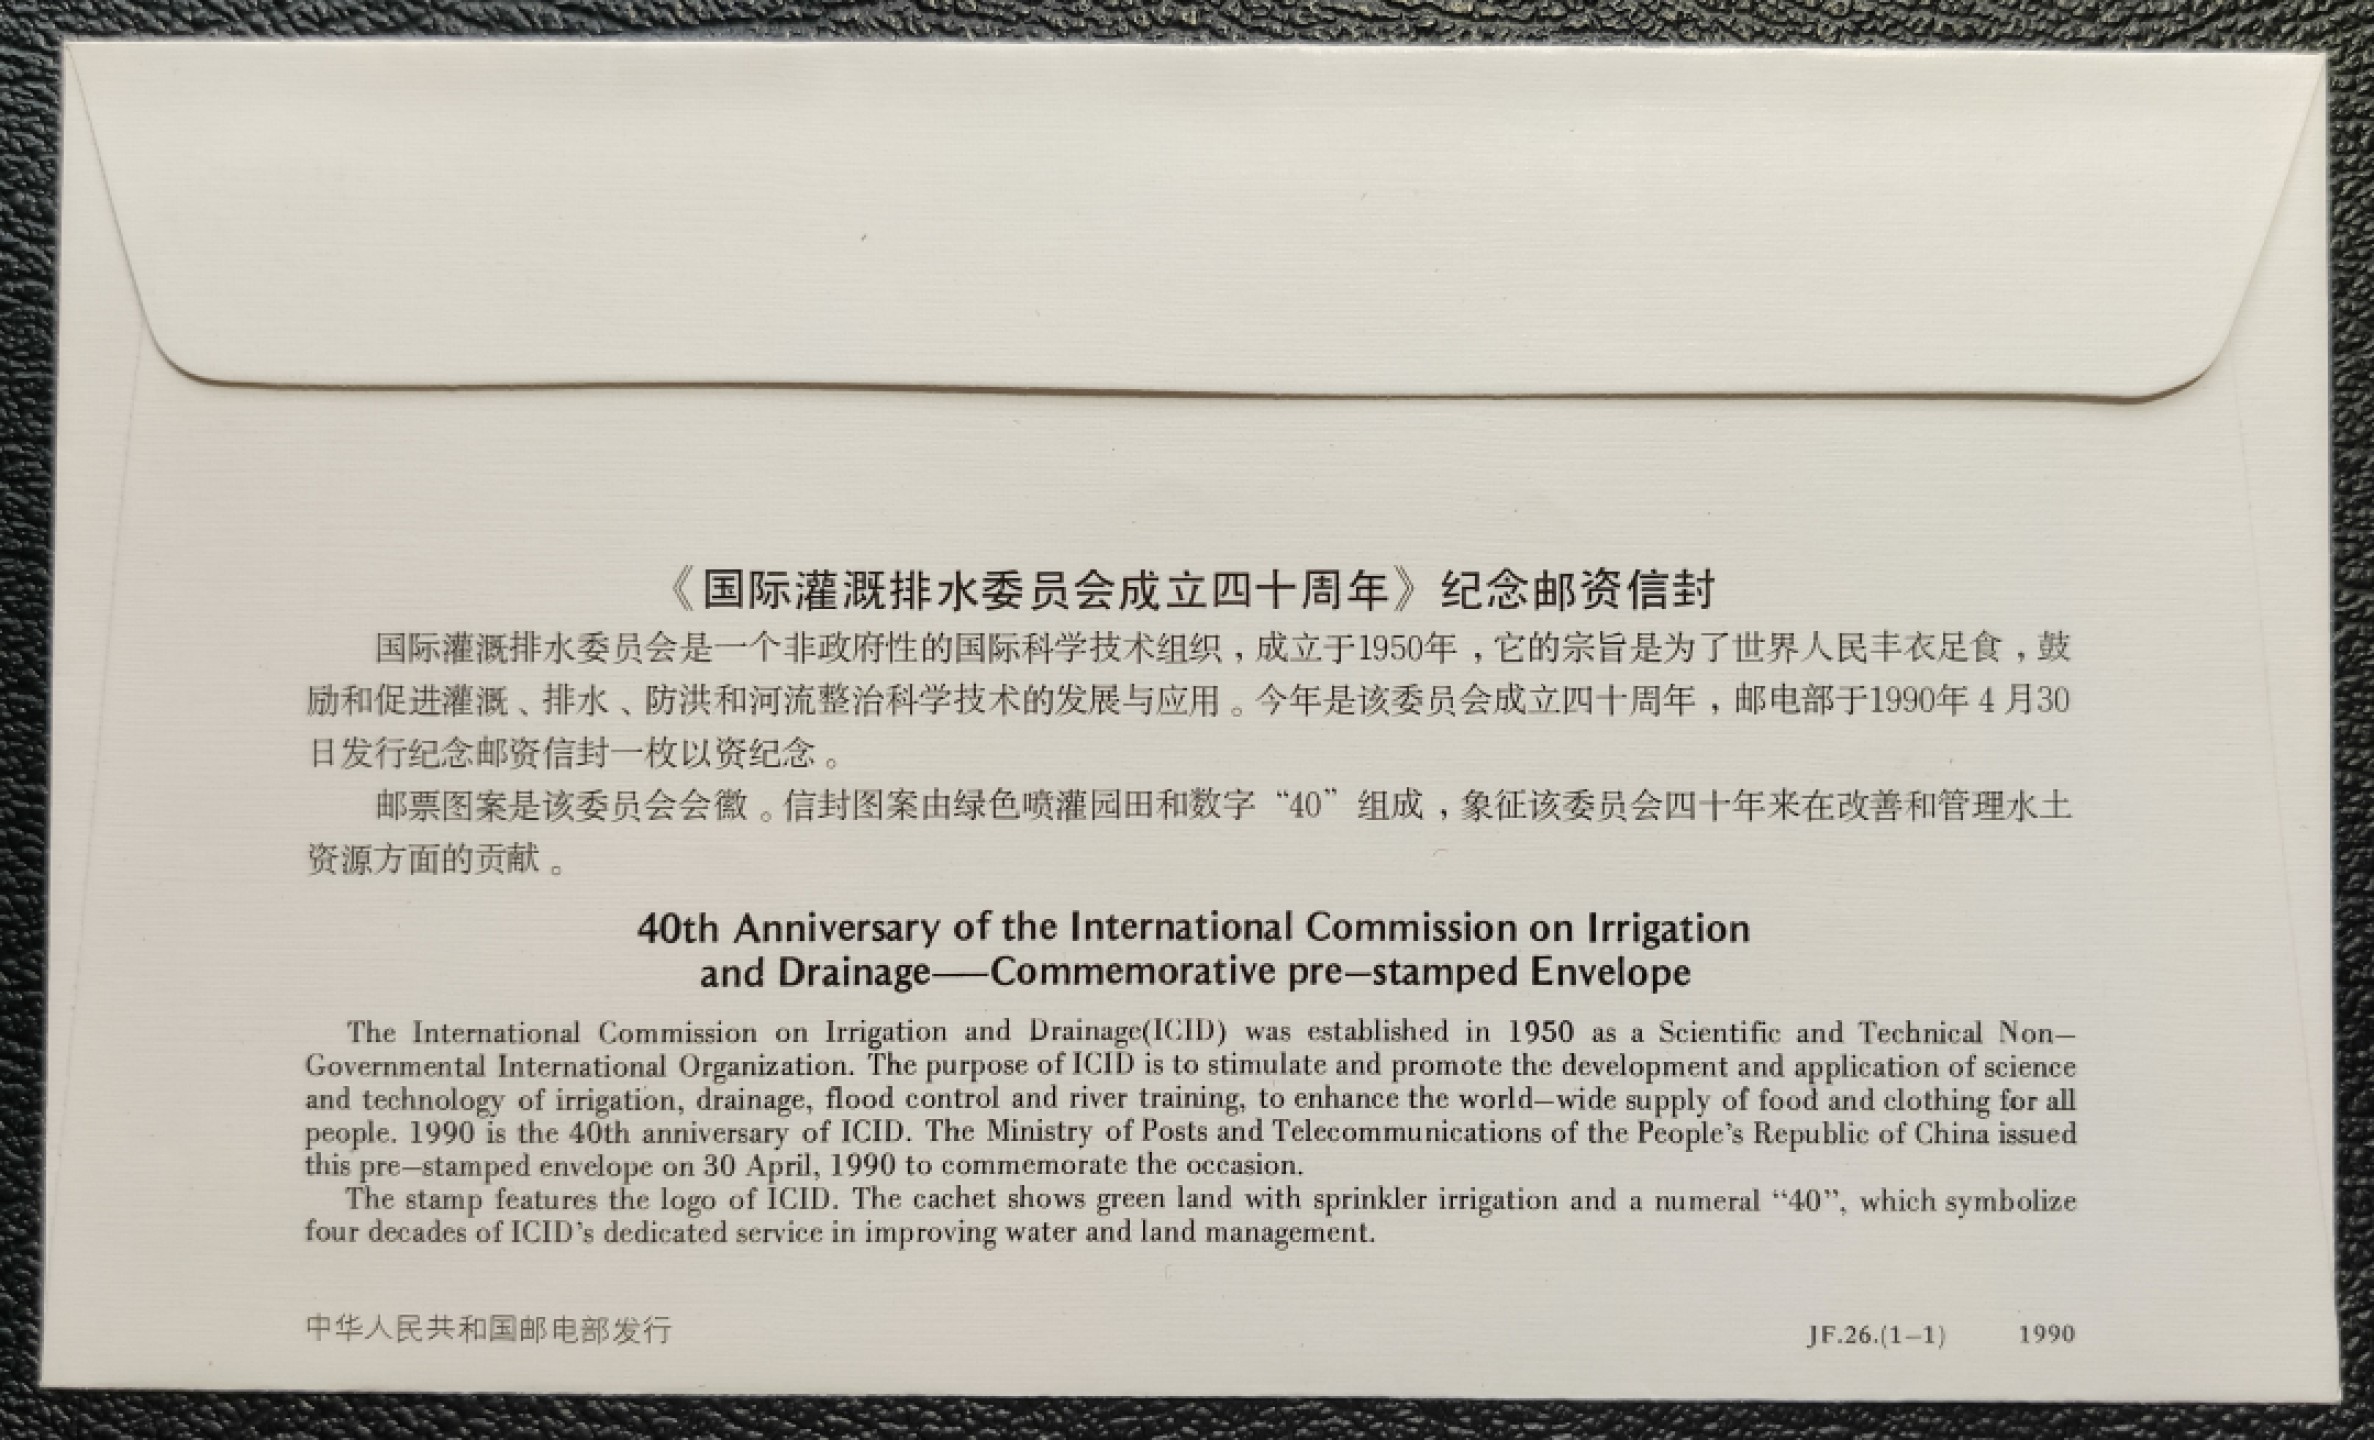 《国际灌溉排水委员会成立四十周年》纪念邮资信封
国际灌溉排水委员会是一个非政府性的国际科学技术组织，成立于1950年，它的宗旨是为了世界人民丰衣足食，鼓
励和促进灌溉、排水、防洪和河流整治科学技术的发展与应用。今年是该委员会成立四十周年，邮电部于1990年4月30
日发行纪念邮资信封一枚以资纪念。
邮票图案是该委员会会徽。信封图案由绿色喷灌园田和数字“40”组成，象征该委员会四十年来在改善和管理水土
资源方面的贡献。
40th Anniversary of the International Commission on Irrigation
and Drainage——Commemorative pre—stamped Envelope
The International Commission on Irrigation and Drainage(ICID) was established in 1950 as a Scientific and Technical Non—
Governmental International Organization. The purpose of ICID is to stimulate and promote the development and application of science
and technology of irrigation, drainage, flood control and river training, to enhance the world—wide supply of food and clothing for all
people. 1990 is the 40th anniversary of ICID. The Ministry of Posts and Telecommunications of the People’s Republic of China issued
this pre—stamped envelope on 30 April, 1990 to commemorate the occasion.
The stamp features the logo of ICID. The cachet shows green land with sprinkler irrigation and a numeral “40”, which symbolize
four decades of ICID’s dedicated service in improving water and land management.
中华人民共和国邮电部发行
JF.26.(1—1) 1990